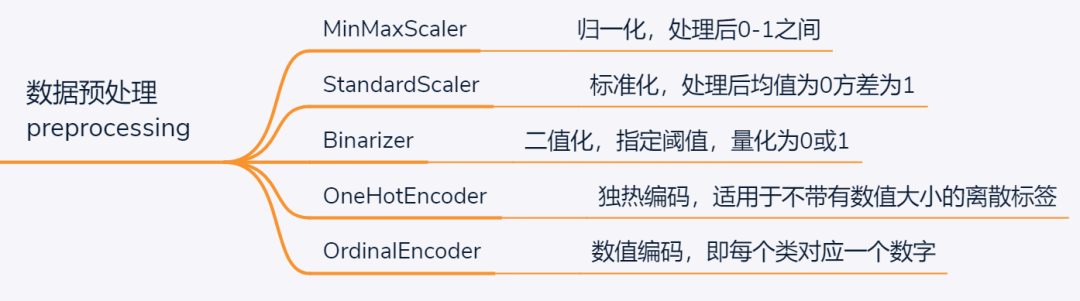 数据预处理
preprocessing
MinMaxScaler 归一化，处理后0-1之间
StandardScaler 标准化，处理后均值为0方差为1
Binarizer 二值化，指定阈值，量化为0或1
OneHotEncoder 独热编码，适用于不带有数值大小的离散标签
OrdinalEncoder 数值编码，即每个类对应一个数字